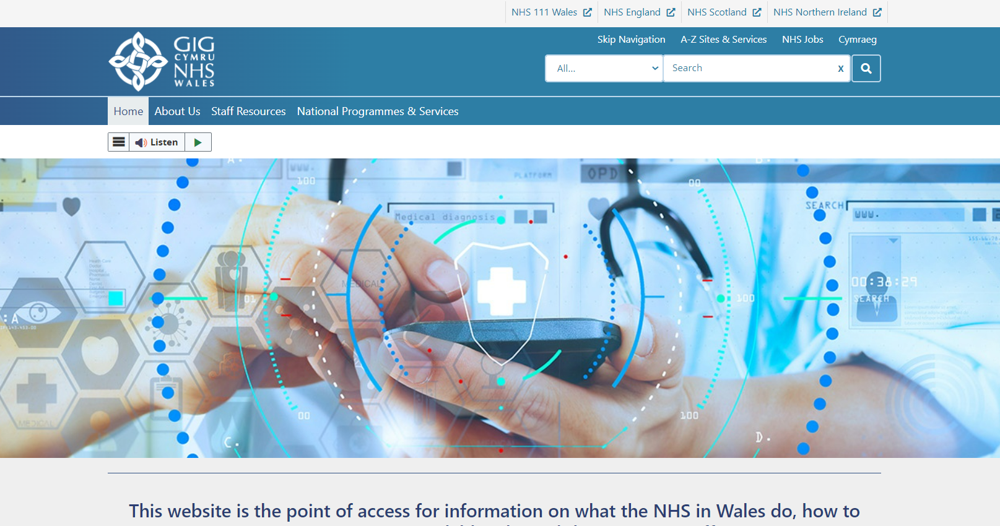 NHS 111 Wales
NHS England
NHS Scotland
NHS Northern Ireland
GIG
CYMRU
NHS
WALES
Skip Navigation
A-Z Sites & Services
NHS Jobs
Cymraeg
All...
Search
x
Home
About Us
Staff Resources
National Programmes & Services
Listen
A.
B.
www.
100
PLATFORM
OPD
00
SEARCH
www.
Medical diagnosis
MEDICAL
01
100
00:38:29
SEARCH
:A
00
100
MEDICAL
C.
D.
This website is the point of access for information on what the NHS in Wales do, how to